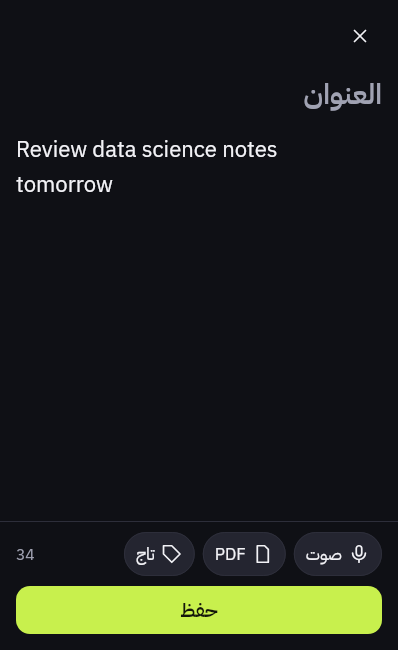 العنوان
Review data science notes
tomorrow
صوت
PDF
تاج
34
حفظ